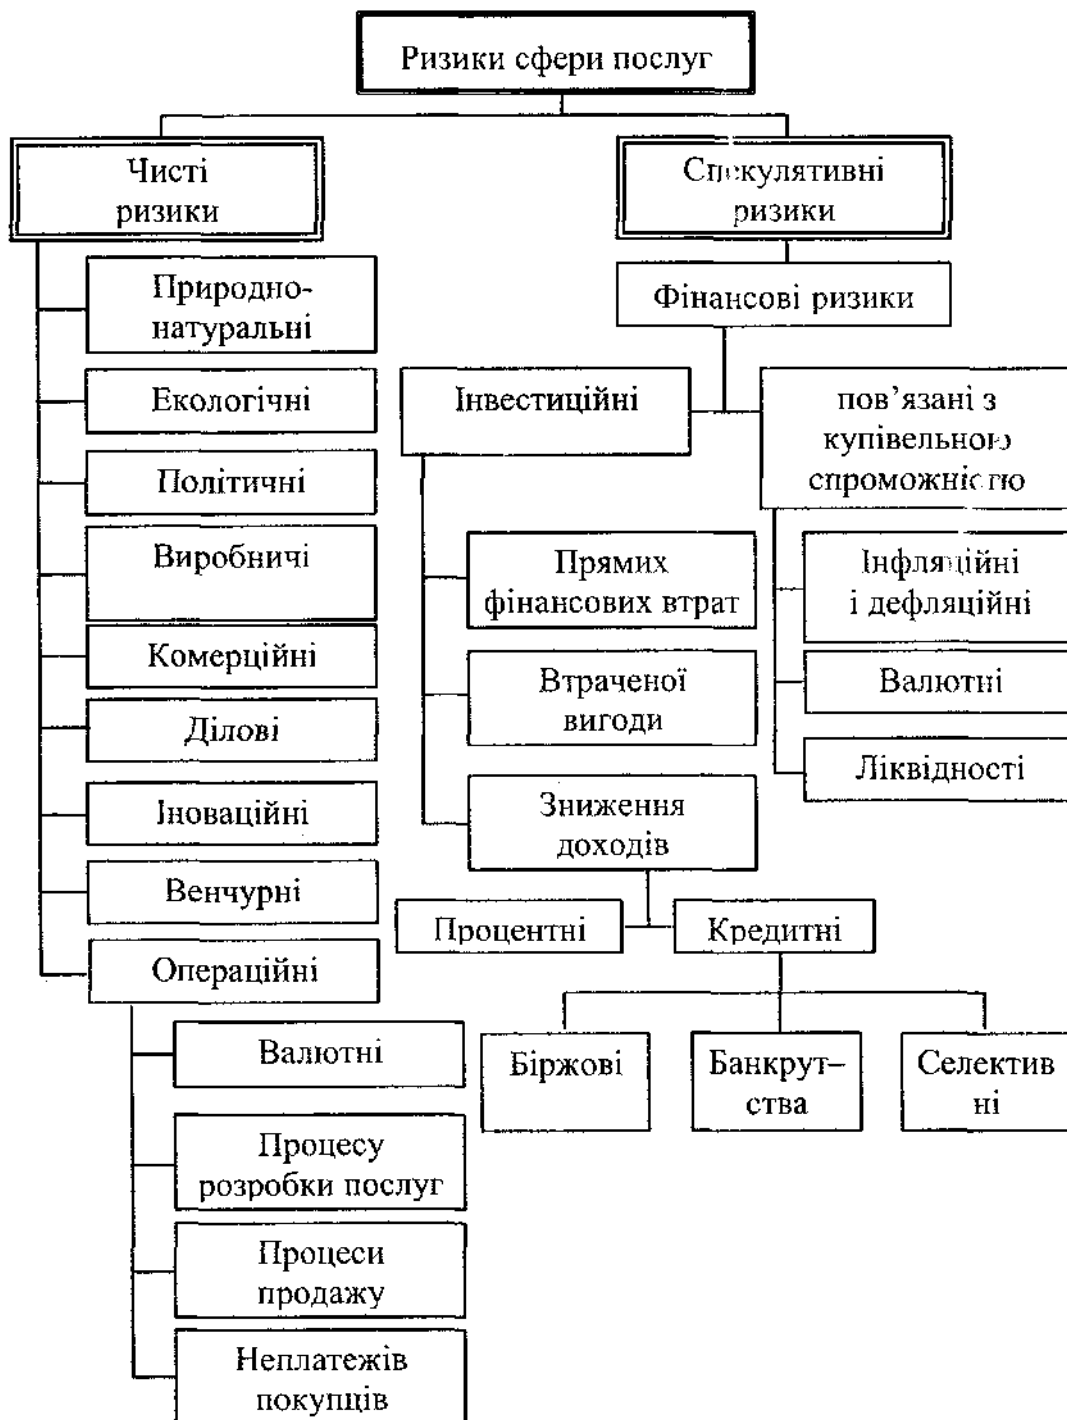 Ризики сфери послуг
Чисті
ризики
Природно-
натуральні
Екологічні
Політичні
Виробничі
Комерційні
Ділові
Іноваційні
Венчурні
Операційні
Валютні
Процесу
розробки послуг
Процеси
продажу
Неплатежів
покупців
Спекулятивні
ризики
Фінансові ризики
Інвестиційні
Прямих
фінансових втрат
Втраченої
вигоди
Зниження
доходів
Процентні
Кредитні
Біржові
Банкрут–
ства
Селектив
ні
пов’язані з
купівельною
спроможністю
Інфляційні
і дефляційні
Валютні
Ліквідності